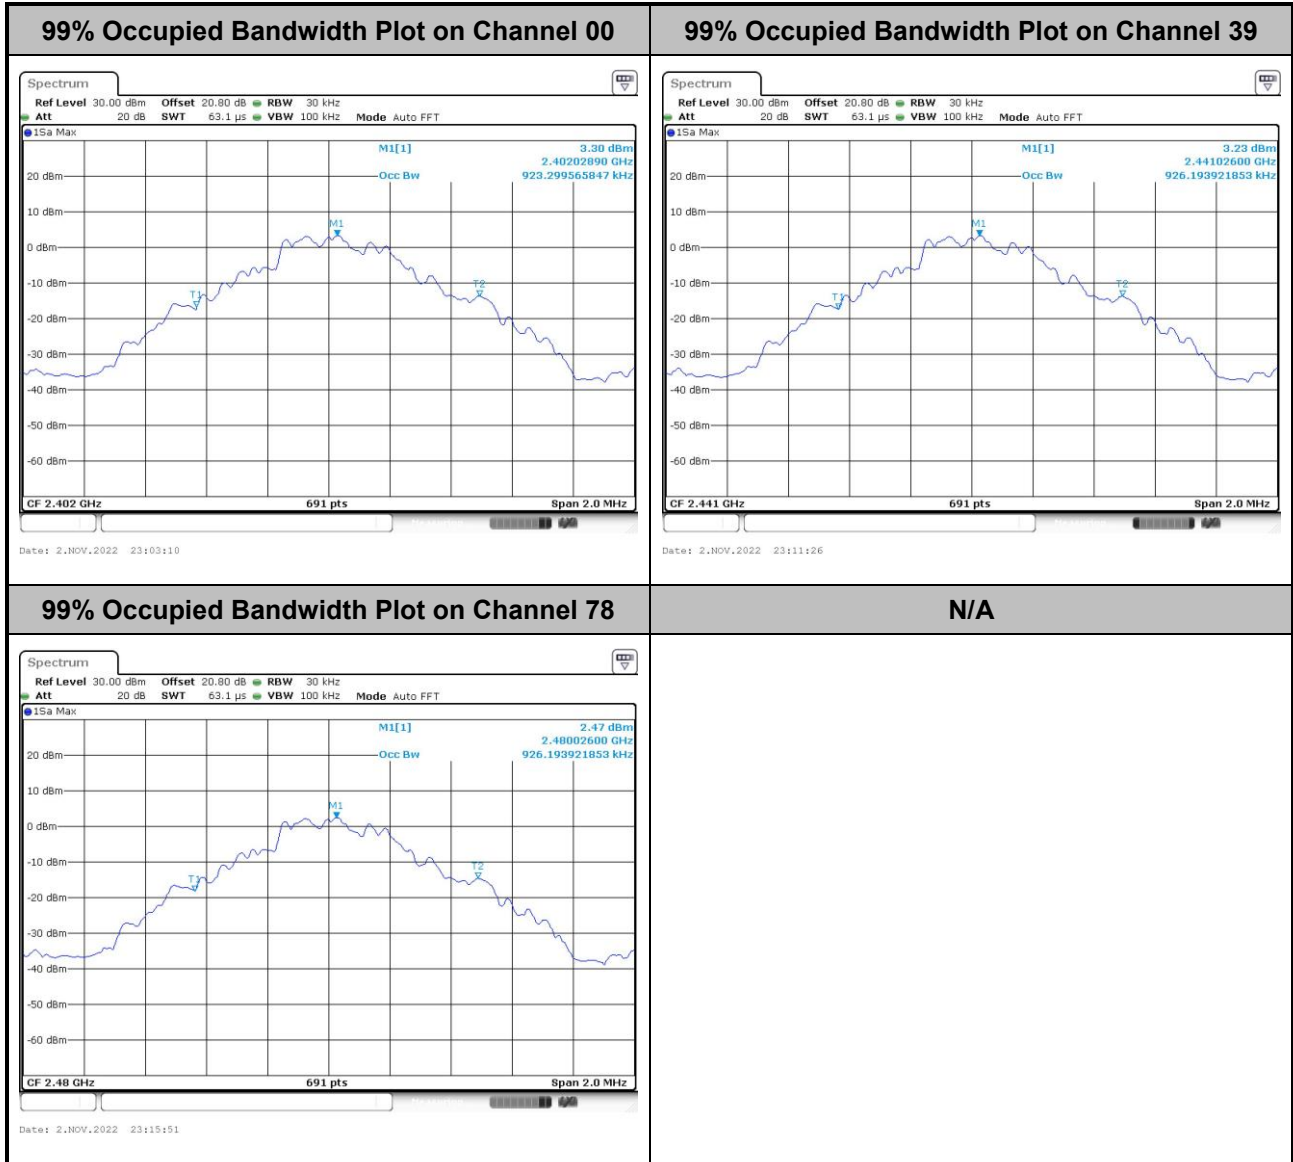 99% Occupied Bandwidth Plot on Channel 00
Spectrum
Ref Level 30.00 dBm Offset 20.80 dB RBW 30 kHz
Att 20 dB SWT 63.1 µs VBW 100 kHz Mode Auto FFT
1Sa Max
M1[1] 3.30 dBm
2.40202890 GHz
Occ Bw 923.299565847 kHz
20 dBm
10 dBm
M1
0 dBm
-10 dBm
T1
T2
-20 dBm
-30 dBm
-40 dBm
-50 dBm
-60 dBm
CF 2.402 GHz 691 pts Span 2.0 MHz
Date: 2.NOV.2022 23:03:10
99% Occupied Bandwidth Plot on Channel 39
Spectrum
Ref Level 30.00 dBm Offset 20.80 dB RBW 30 kHz
Att 20 dB SWT 63.1 µs VBW 100 kHz Mode Auto FFT
1Sa Max
M1[1] 3.23 dBm
2.44102600 GHz
Occ Bw 926.193921853 kHz
20 dBm
10 dBm
M1
0 dBm
-10 dBm
T1
T2
-20 dBm
-30 dBm
-40 dBm
-50 dBm
-60 dBm
CF 2.441 GHz 691 pts Span 2.0 MHz
Date: 2.NOV.2022 23:11:26
99% Occupied Bandwidth Plot on Channel 78
Spectrum
Ref Level 30.00 dBm Offset 20.80 dB RBW 30 kHz
Att 20 dB SWT 63.1 µs VBW 100 kHz Mode Auto FFT
1Sa Max
M1[1] 2.47 dBm
2.48002600 GHz
Occ Bw 926.193921853 kHz
20 dBm
10 dBm
M1
0 dBm
-10 dBm
T1
T2
-20 dBm
-30 dBm
-40 dBm
-50 dBm
-60 dBm
CF 2.48 GHz 691 pts Span 2.0 MHz
Date: 2.NOV.2022 23:15:51
N/A